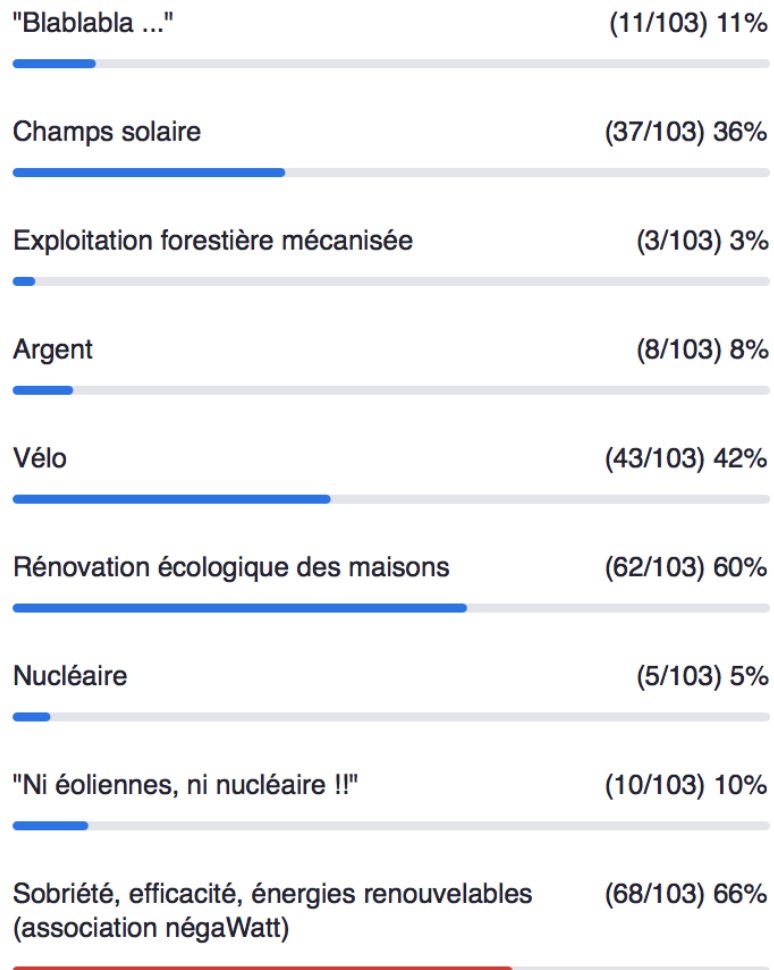 "Blablabla ..." (11/103) 11%
Champs solaire (37/103) 36%
Exploitation forestière mécanisée (3/103) 3%
Argent (8/103) 8%
Vélo (43/103) 42%
Rénovation écologique des maisons (62/103) 60%
Nucléaire (5/103) 5%
"Ni éoliennes, ni nucléaire !!" (10/103) 10%
Sobriété, efficacité, énergies renouvelables (68/103) 66%
(association négaWatt)